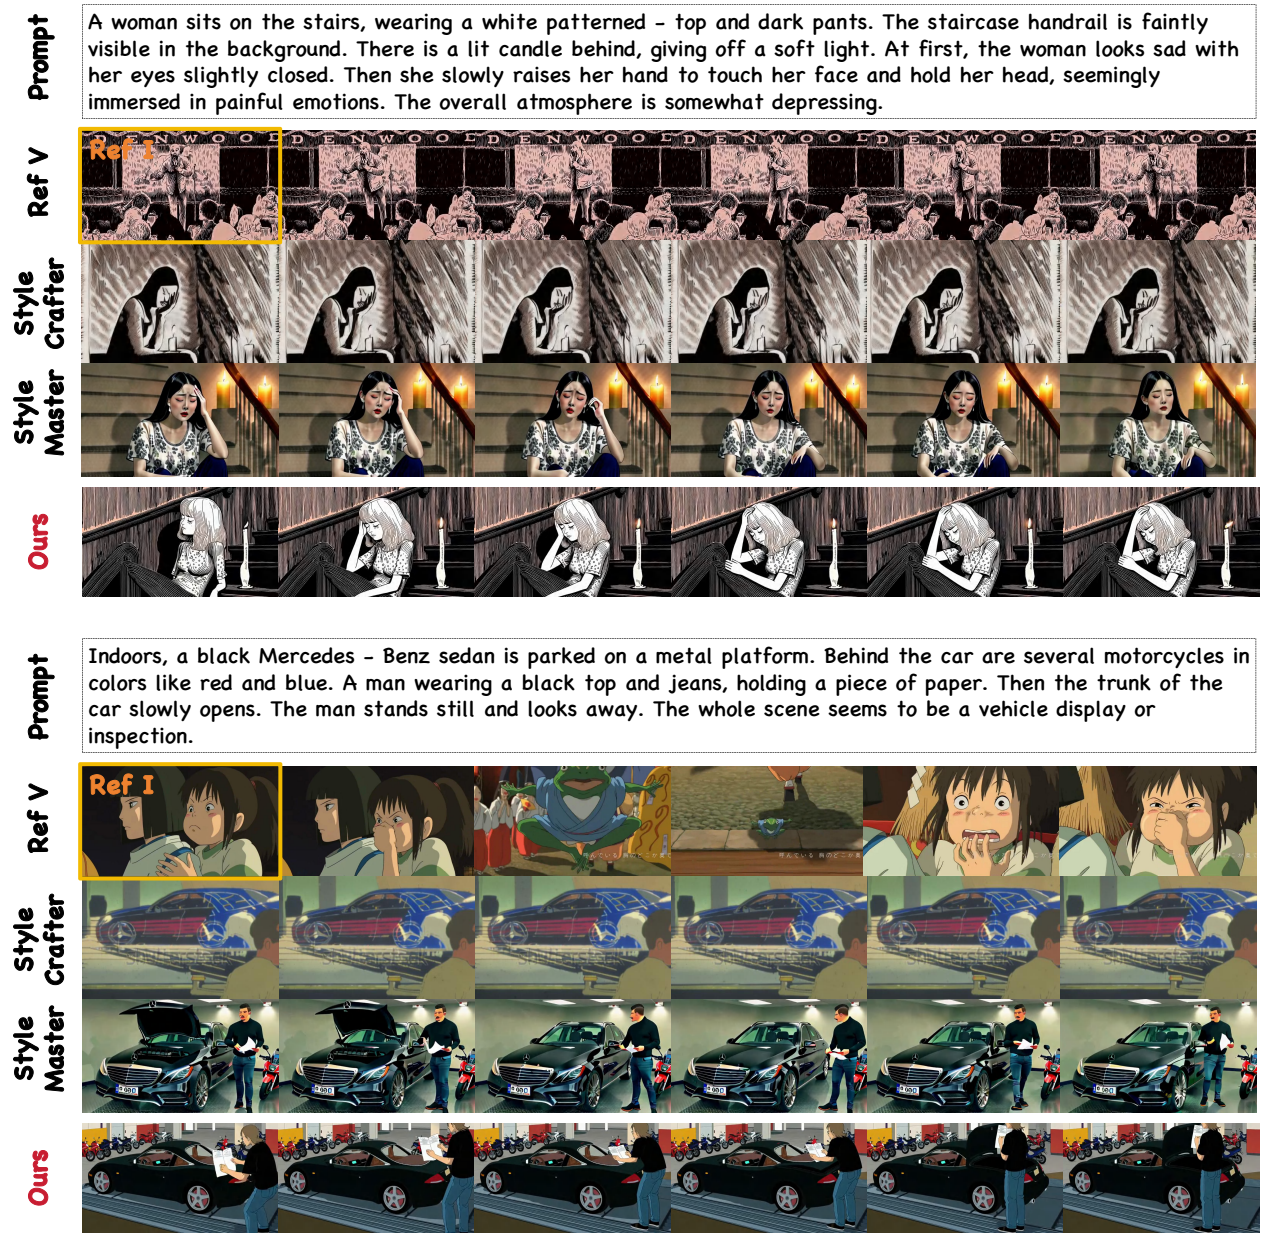 Prompt
A woman sits on the stairs, wearing a white patterned - top and dark pants. The staircase handrail is faintly
visible in the background. There is a lit candle behind, giving off a soft light. At first, the woman looks sad with
her eyes slightly closed. Then she slowly raises her hand to touch her face and hold her head, seemingly
immersed in painful emotions. The overall atmosphere is somewhat depressing.
Ref V
Ref I
DENWOOD DENWOOD DENWOOD DENWOOD DENWOOD DENWOOD
Style
Crafter
Style
Master
Ours
Prompt
Indoors, a black Mercedes - Benz sedan is parked on a metal platform. Behind the car are several motorcycles in
colors like red and blue. A man wearing a black top and jeans, holding a piece of paper. Then the trunk of the
car slowly opens. The man stands still and looks away. The whole scene seems to be a vehicle display or
inspection.
Ref V
Ref I
Style
Crafter
Style
Master
Ours